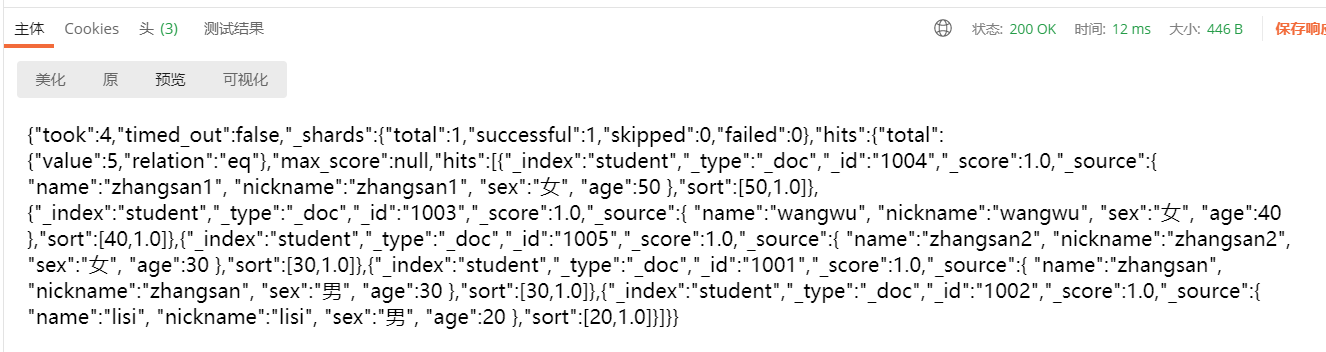 主体 Cookies 头 (3) 测试结果 状态: 200 OK 时间: 12 ms 大小: 446 B 保存响应
美化 原 预览 可视化
{"took":4,"timed_out":false,"_shards":{"total":1,"successful":1,"skipped":0,"failed":0},"hits":{"total":
{"value":5,"relation":"eq"},"max_score":null,"hits":[{"_index":"student","_type":"_doc","_id":"1004","_score":1.0,"_source":{
"name":"zhangsan1", "nickname":"zhangsan1", "sex":"女", "age":50 },"sort":[50,1.0]},
{"_index":"student","_type":"_doc","_id":"1003","_score":1.0,"_source":{ "name":"wangwu", "nickname":"wangwu", "sex":"女", "age":40
},"sort":[40,1.0]},{"_index":"student","_type":"_doc","_id":"1005","_score":1.0,"_source":{ "name":"zhangsan2", "nickname":"zhangsan2",
"sex":"女", "age":30 },"sort":[30,1.0]},{"_index":"student","_type":"_doc","_id":"1001","_score":1.0,"_source":{ "name":"zhangsan",
"nickname":"zhangsan", "sex":"男", "age":30 },"sort":[30,1.0]},{"_index":"student","_type":"_doc","_id":"1002","_score":1.0,"_source":{
"name":"lisi", "nickname":"lisi", "sex":"男", "age":20 },"sort":[20,1.0]}]}}